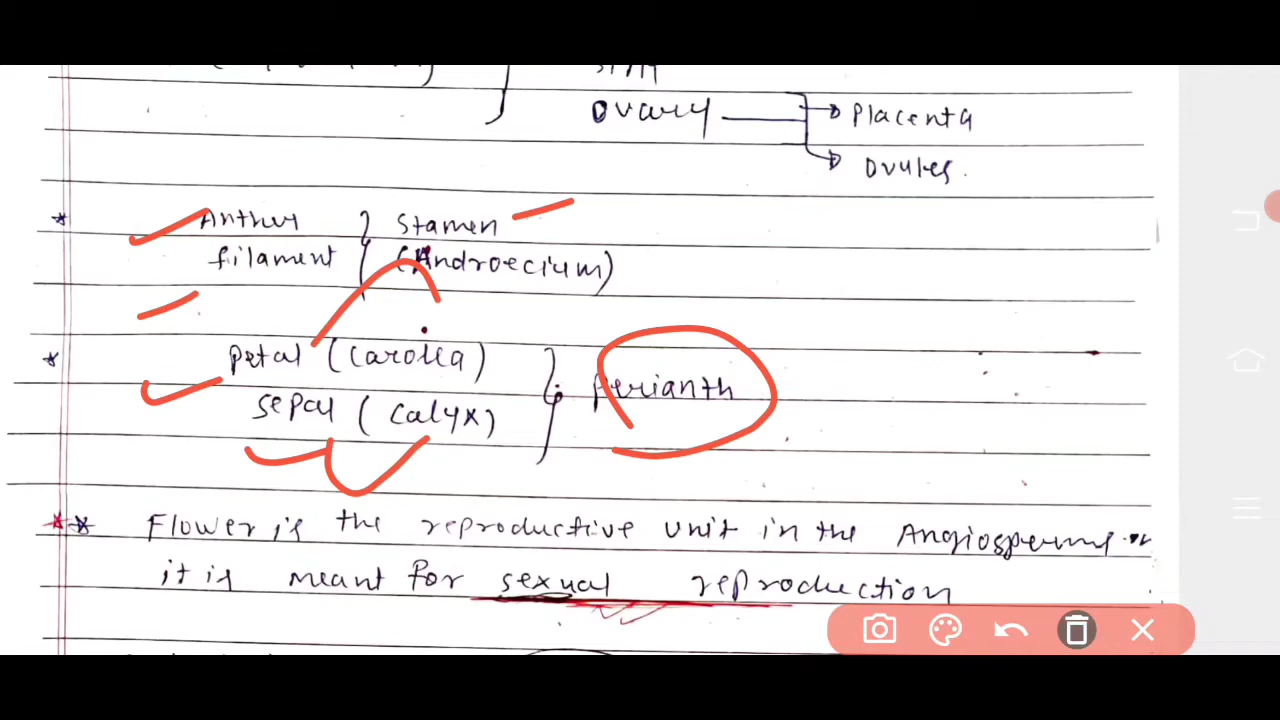 Ovary → Placenta
→ Ovules.
* Anther } Stamen
filament (Androecium)
* Petal (Carolla) } : Perianth
Sepal (Calyx)
** Flower is the reproductive unit in the Angiosperms
it is meant for sexual reproduction